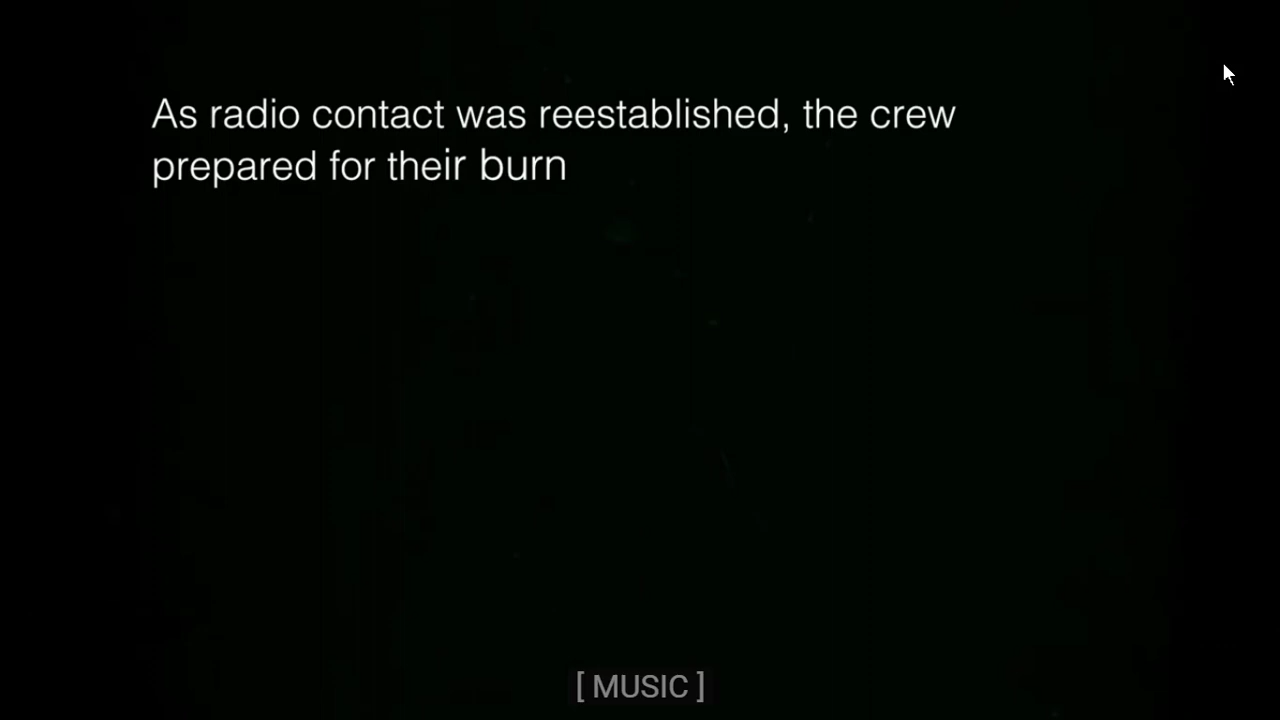 As radio contact was reestablished, the crew
prepared for their burn
[ MUSIC ]